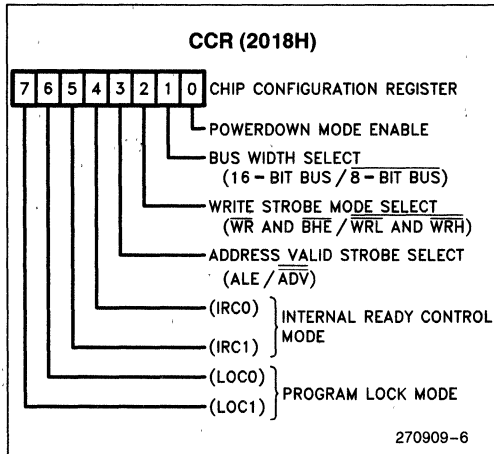 CCR (2018H)
7 6 5 4 3 2 1 0 CHIP CONFIGURATION REGISTER
POWERDOWN MODE ENABLE
BUS WIDTH SELECT
(16-BIT BUS / 8-BIT BUS)
WRITE STROBE MODE SELECT
(WR AND BHE / WRL AND WRH)
ADDRESS VALID STROBE SELECT
(ALE / ADV)
(IRC0)
INTERNAL READY CONTROL
MODE
(IRC1)
(LOC0)
PROGRAM LOCK MODE
(LOC1)
270909-6